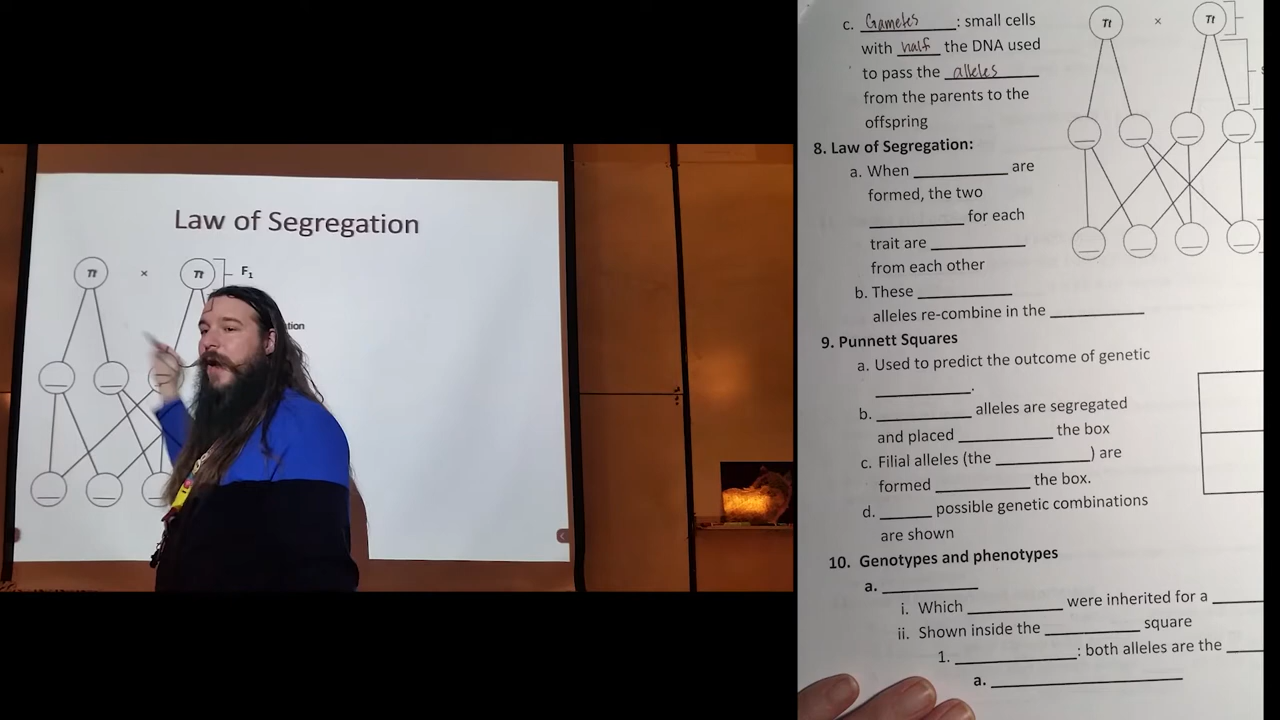 Law of Segregation
Tt
×
Tt
F1
c. Gametes : small cells
with half the DNA used
to pass the alleles
from the parents to the
offspring
Tt
×
Tt
8. Law of Segregation:
a. When __________ are
formed, the two
__________ for each
trait are __________
from each other
b. These __________
alleles re-combine in the __________
9. Punnett Squares
a. Used to predict the outcome of genetic
__________.
b. __________ alleles are segregated
and placed __________ the box
c. Filial alleles (the __________) are
formed __________ the box.
d. ______ possible genetic combinations
are shown
10. Genotypes and phenotypes
a. __________
i. Which __________ were inherited for a ______
ii. Shown inside the __________ square
1. _____________: both alleles are the ____
a. ____________________